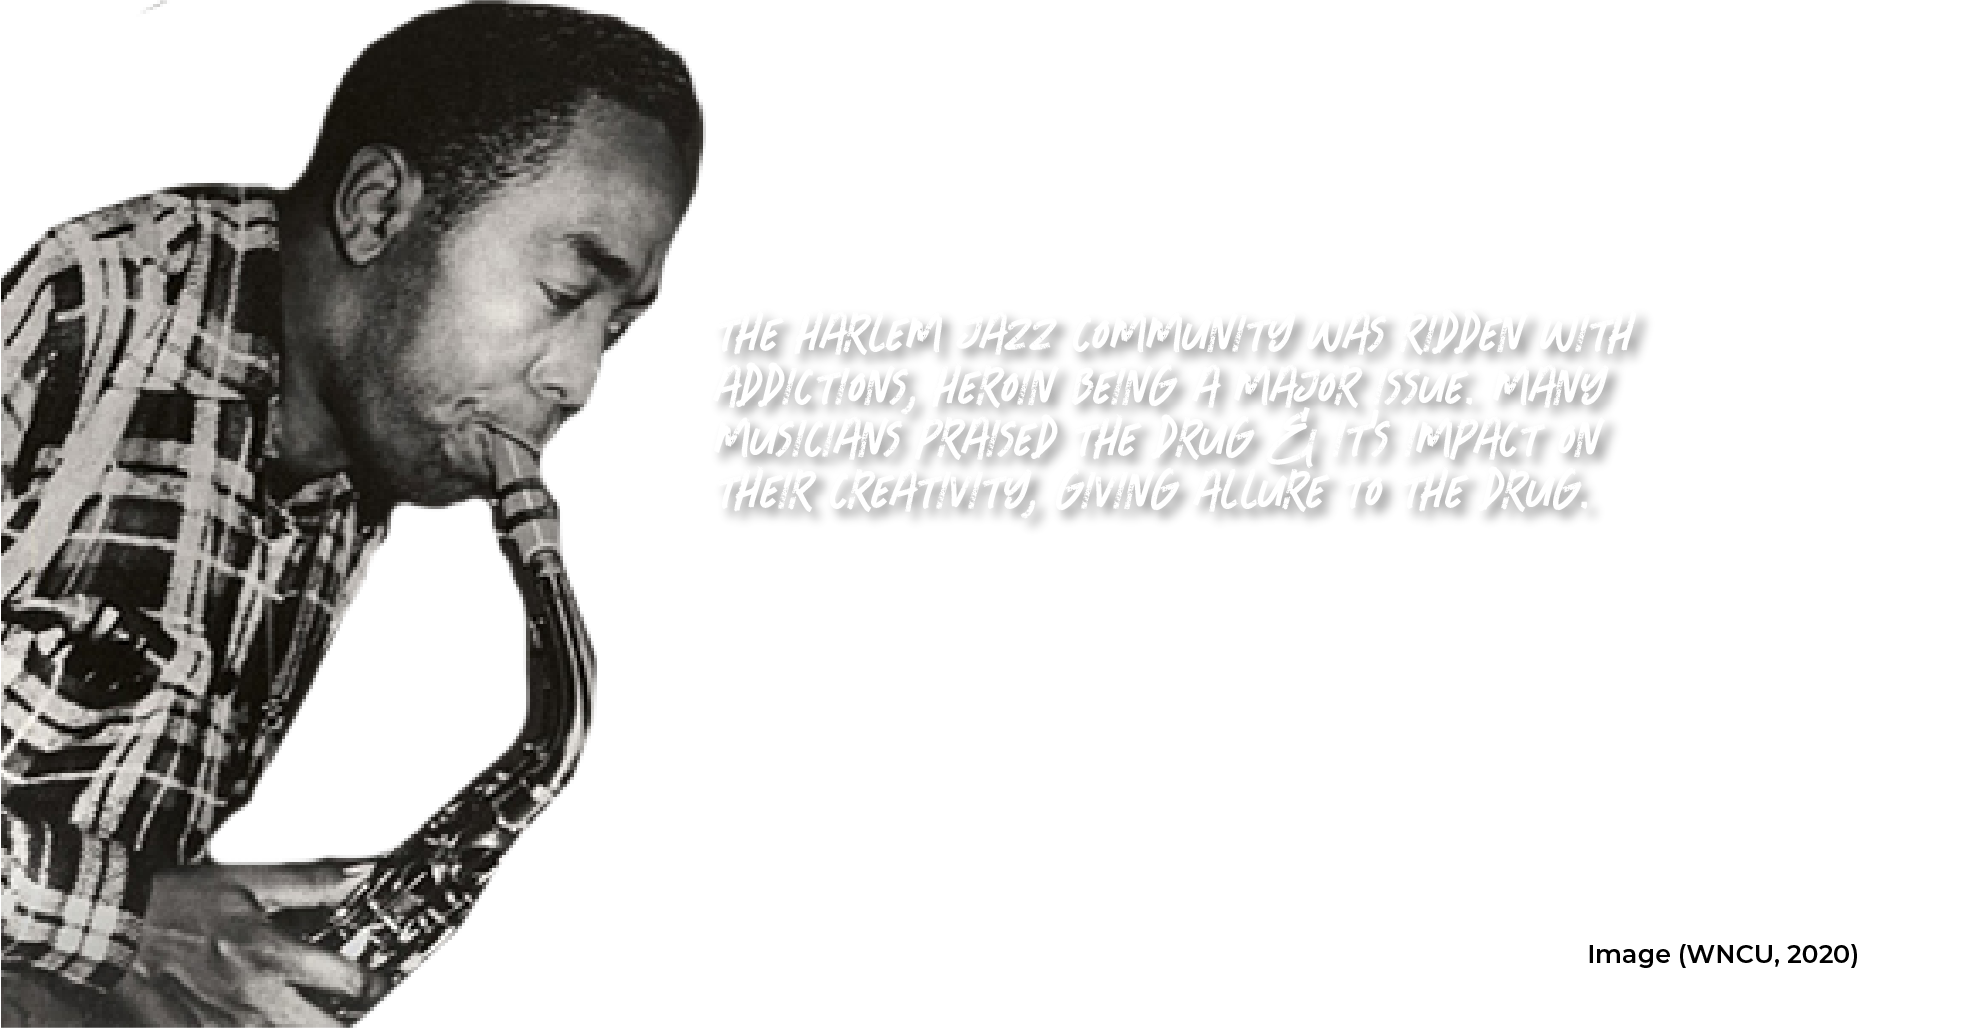 THE HARLEM JAZZ COMMUNITY WAS RIDDEN WITH
ADDICTIONS, HEROIN BEING A MAJOR ISSUE. MANY
MUSICIANS PRAISED THE DRUG & IT'S IMPACT ON
THEIR CREATIVITY, GIVING ALLURE TO THE DRUG.
Image (WNCU, 2020)